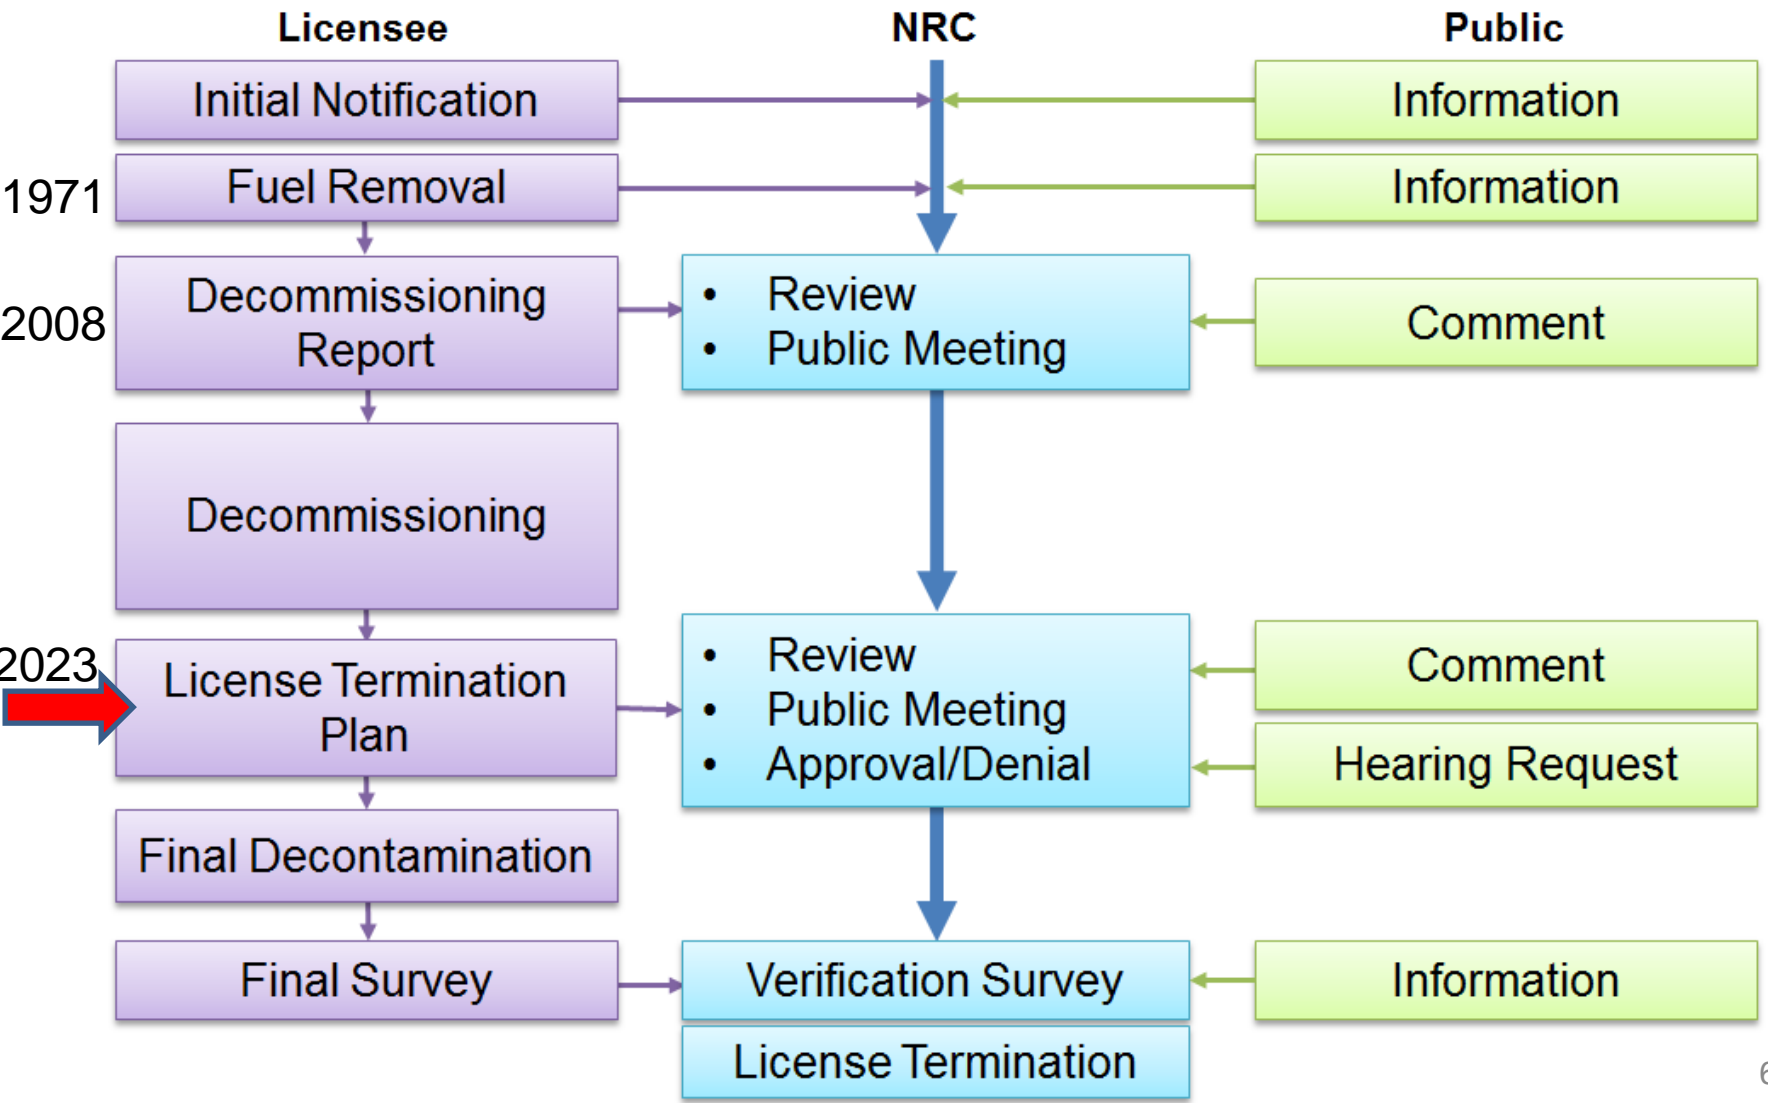 Licensee
NRC
Public
Initial Notification
Information
1971
Fuel Removal
Information
2008
Decommissioning
Report
• Review
• Public Meeting
Comment
Decommissioning
2023
License Termination
Plan
• Review
• Public Meeting
• Approval/Denial
Comment
Hearing Request
Final Decontamination
Final Survey
Verification Survey
Information
License Termination
6